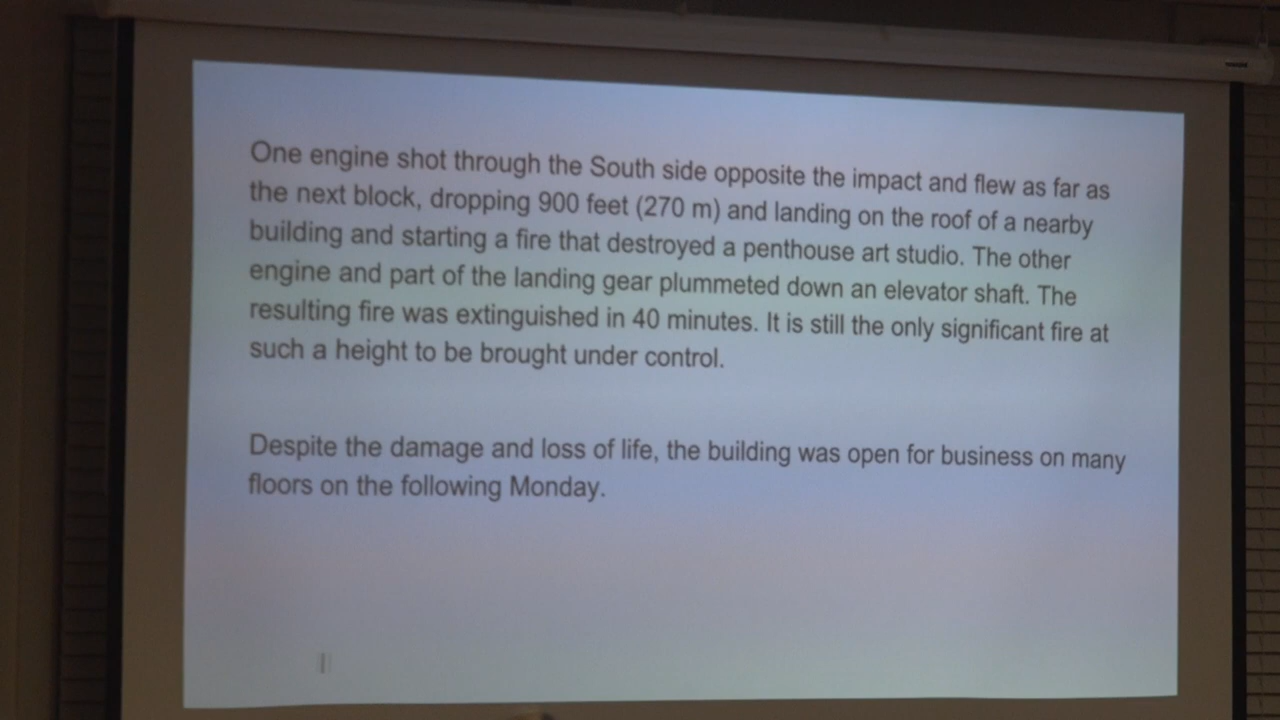 One engine shot through the South side opposite the impact and flew as far as
the next block, dropping 900 feet (270 m) and landing on the roof of a nearby
building and starting a fire that destroyed a penthouse art studio. The other
engine and part of the landing gear plummeted down an elevator shaft. The
resulting fire was extinguished in 40 minutes. It is still the only significant fire at
such a height to be brought under control.
Despite the damage and loss of life, the building was open for business on many
floors on the following Monday.